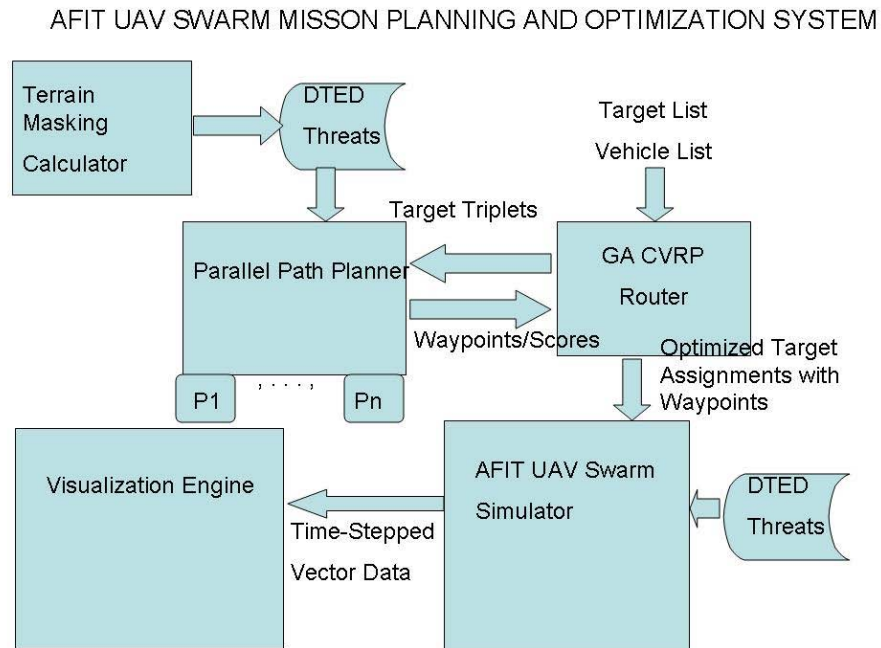 AFIT UAV SWARM MISSON PLANNING AND OPTIMIZATION SYSTEM
Terrain
Masking
Calculator
DTED
Threats
Target List
Vehicle List
Target Triplets
Parallel Path Planner
GA CVRP
Router
Waypoints/Scores
Optimized Target
Assignments with
Waypoints
P1
, . . . ,
Pn
Visualization Engine
AFIT UAV Swarm
Simulator
DTED
Threats
Time-Stepped
Vector Data